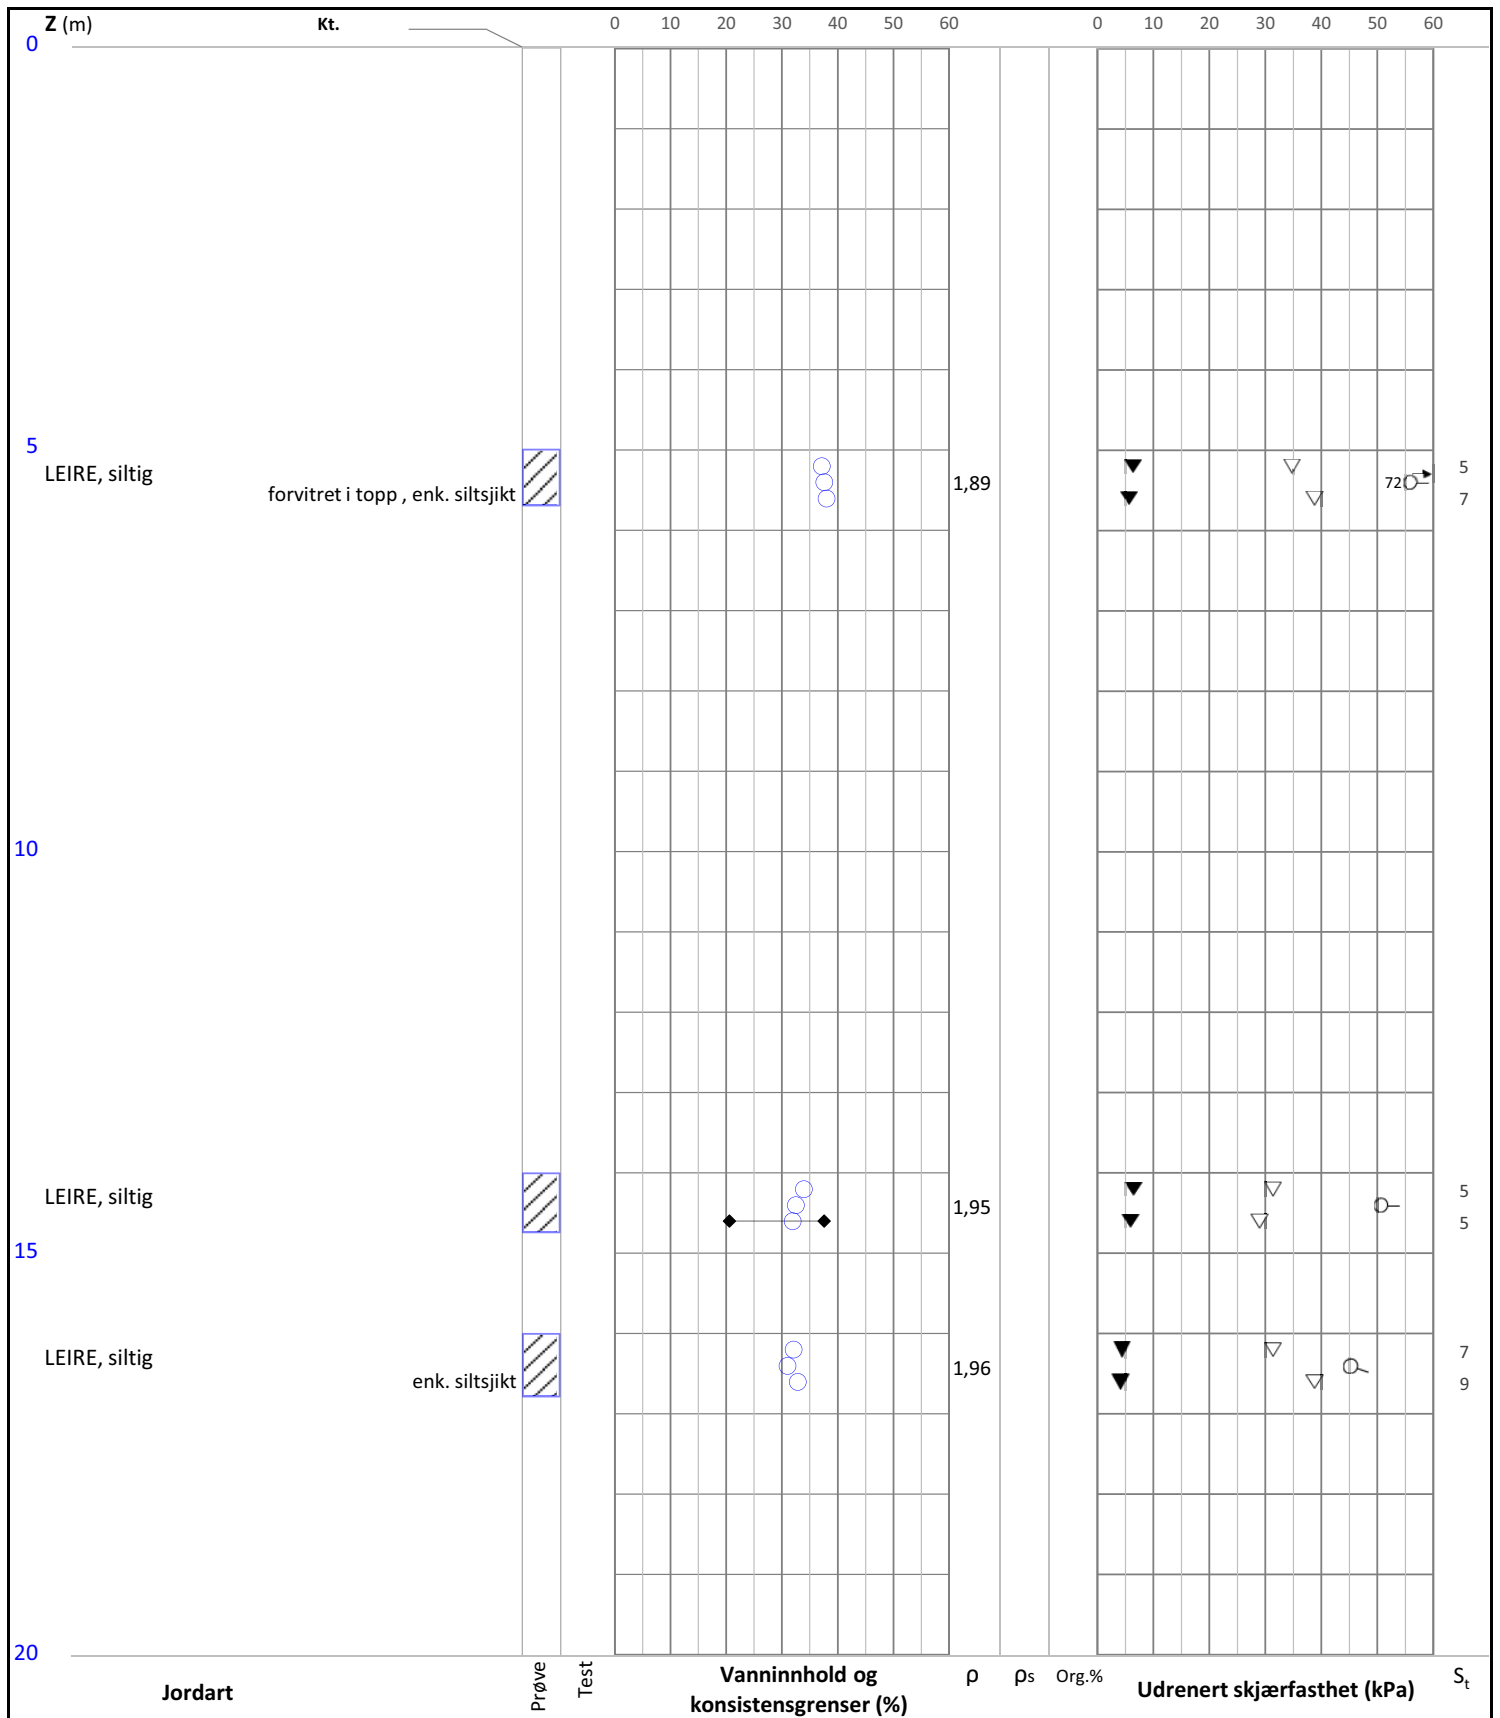 Z (m) Kt. 0 10 20 30 40 50 60 0 10 20 30 40 50 60
0
5
LEIRE, siltig
forvitret i topp , enk. siltsjikt
1,89
72
5
7
10
LEIRE, siltig
1,95
5
5
15
LEIRE, siltig
enk. siltsjikt
1,96
7
9
20
Jordart
Prøve
Test
Vanninnhold og
konsistensgrenser (%)
ρ
ρs
Org.%
Udrenert skjærfasthet (kPa)
St